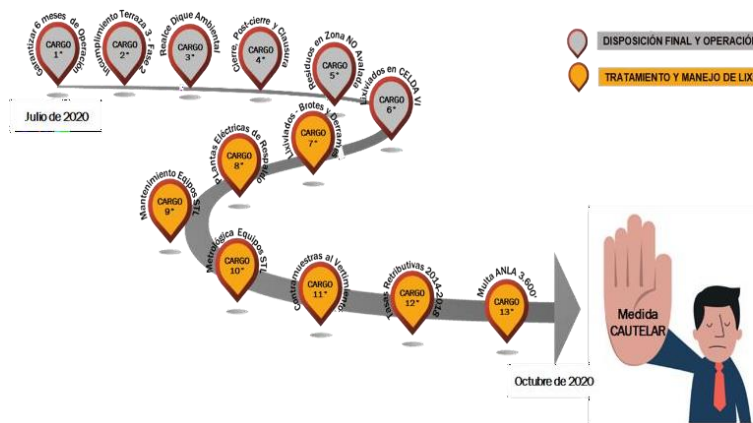 Garantizar 6 meses de Operación
CARGO
1°
Incumplimiento Terraza 3 - Fase 2
CARGO
2°
Realce Dique Ambiental
CARGO
3°
Cierre, Post-cierre y Clausura
CARGO
4°
Residuos en Zona NO Avalada
CARGO
5°
Lixiviados en CELDA VI
CARGO
6°
DISPOSICIÓN FINAL Y OPERACIÓN
TRATAMIENTO Y MANEJO DE LIX
Julio de 2020
Lixiviados - Brotes y Derrames
CARGO
7°
PLantas Eléctricas de Respaldo
CARGO
8°
Mantenimiento Eqipos STL
CARGO
9°
Metrológica Equipos STL
CARGO
10°
Contramuestras al Vertimiento
CARGO
11°
Tasas Retributivas 2014-2018
CARGO
12°
Multa ANLA 3.600'
CARGO
13°
Medida
CAUTELAR
Octubre de 2020